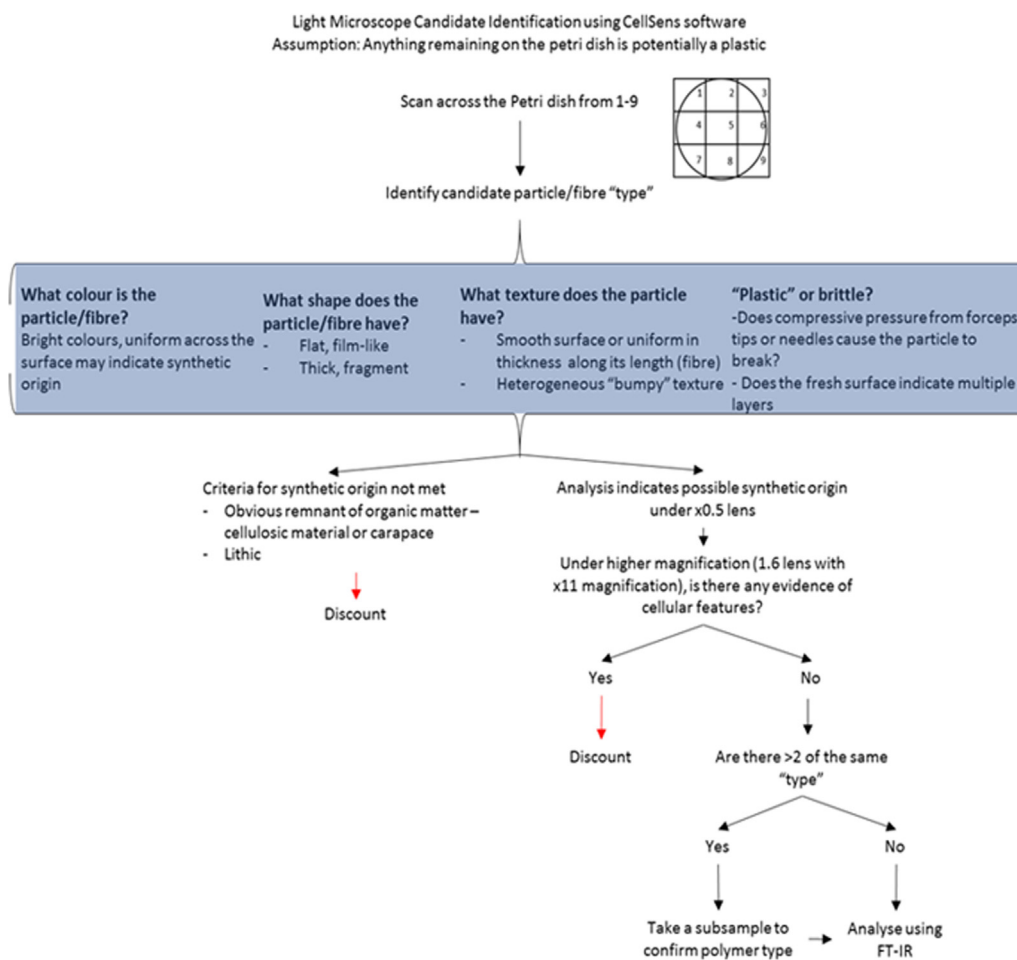 Light Microscope Candidate Identification using CellSens software
Assumption: Anything remaining on the petri dish is potentially a plastic
Scan across the Petri dish from 1-9
1 2 3
4 5 6
7 8 9
Identify candidate particle/fibre “type”
What colour is the
particle/fibre?
Bright colours, uniform across the
surface may indicate synthetic
origin
What shape does the
particle/fibre have?
- Flat, film-like
- Thick, fragment
What texture does the particle
have?
- Smooth surface or uniform in
thickness along its length (fibre)
- Heterogeneous “bumpy” texture
“Plastic” or brittle?
-Does compressive pressure from forceps
tips or needles cause the particle to
break?
- Does the fresh surface indicate multiple
layers
Criteria for synthetic origin not met
- Obvious remnant of organic matter –
cellulosic material or carapace
- Lithic
Discount
Analysis indicates possible synthetic origin
under x0.5 lens
Under higher magnification (1.6 lens with
x11 magnification), is there any evidence of
cellular features?
Yes
No
Discount
Are there >2 of the same
“type”
Yes
No
Take a subsample to
confirm polymer type
Analyse using
FT-IR